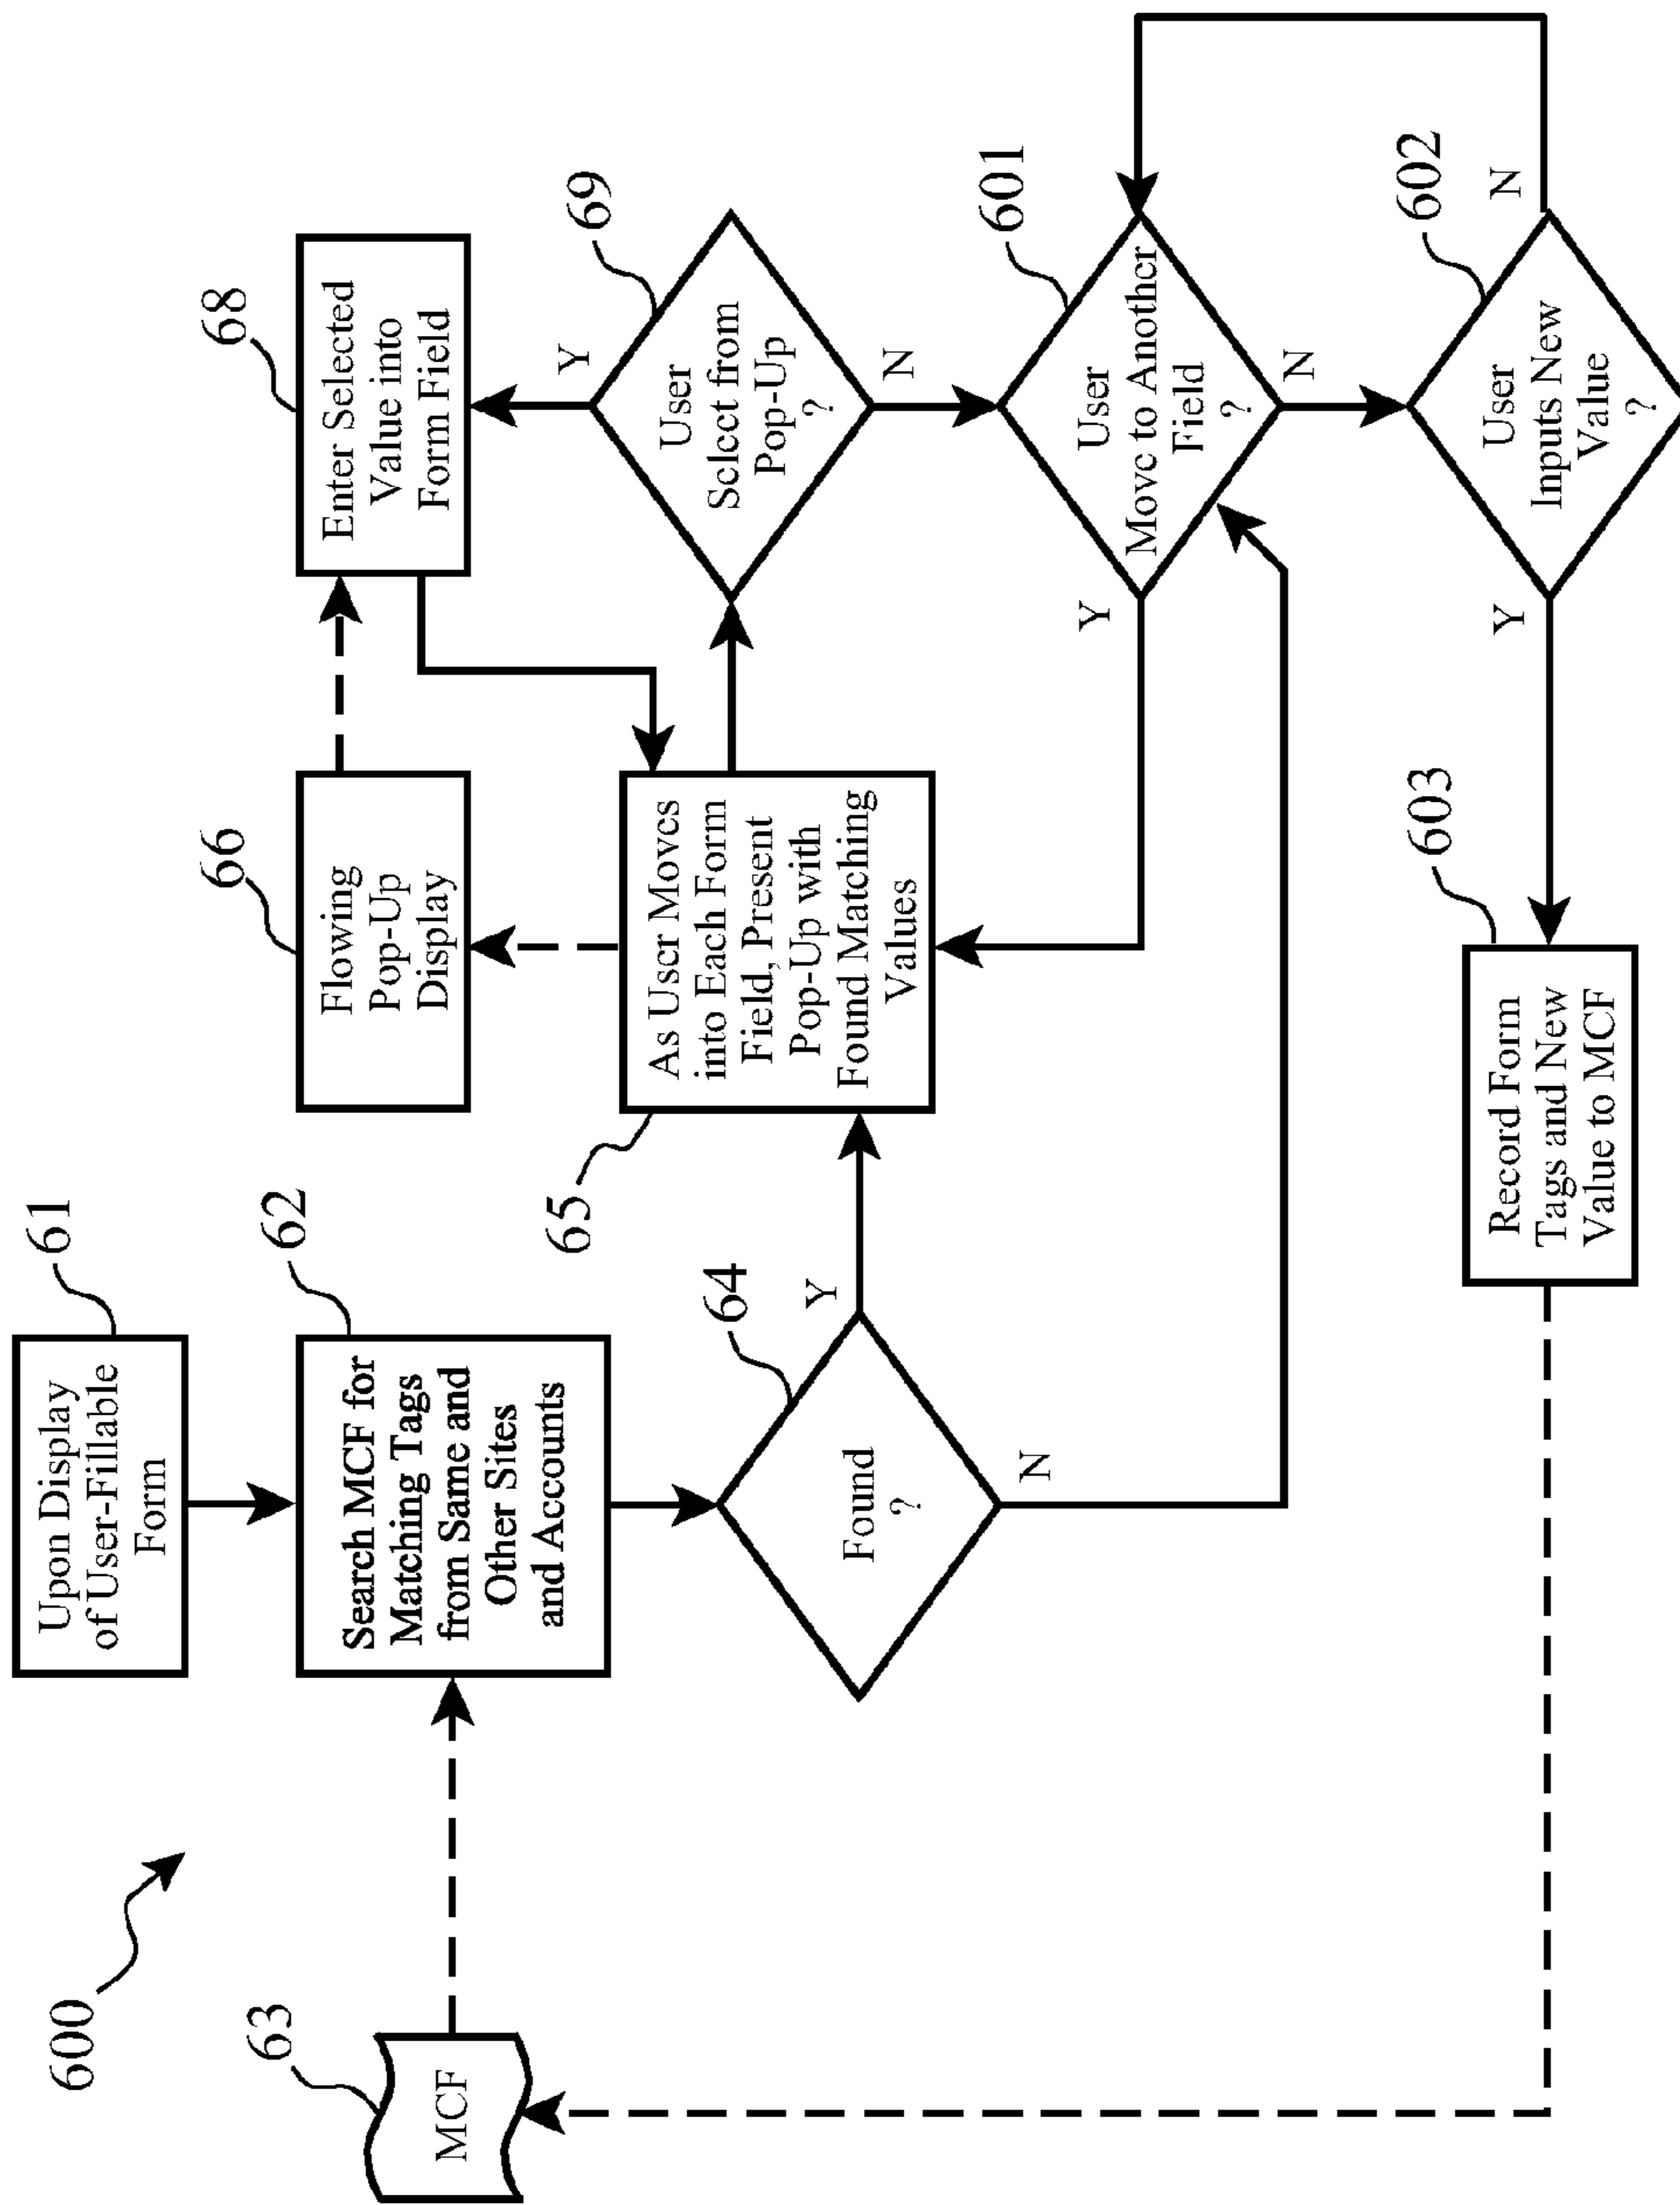 600
61
Upon Display
of User-Fillable
Form
62
Search MCF for
Matching Tags
from Same and
Other Sites
and Accounts
63
MCF
64
Found
?
Y
N
65
As User Moves
into Each Form
Field, Present
Pop-Up with
Found Matching
Values
66
Flowing
Pop-Up
Display
68
Enter Selected
Value into
Form Field
69
User
Select from
Pop-Up
?
Y
N
601
User
Move to Another
Field
?
Y
N
602
User
Inputs New
Value
?
Y
N
603
Record Form
Tags and New
Value to MCF